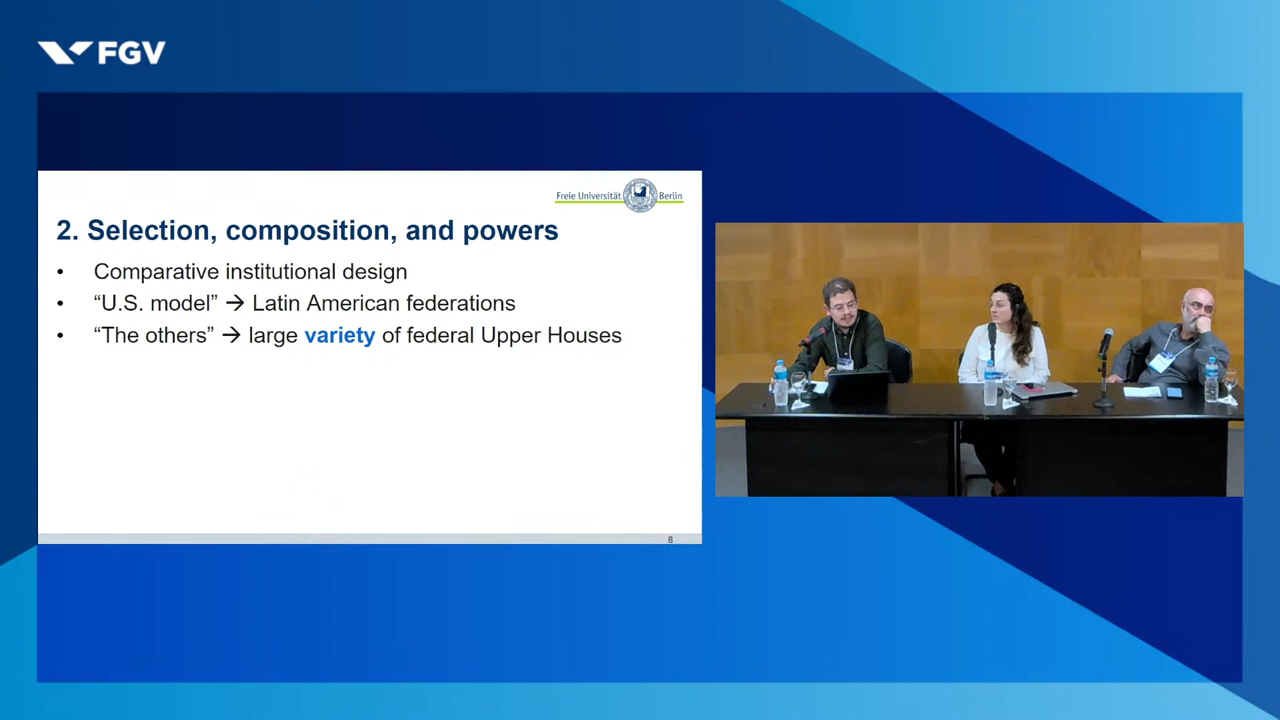 FGV
Freie Universität Berlin
2. Selection, composition, and powers
• Comparative institutional design
• “U.S. model” → Latin American federations
• “The others” → large variety of federal Upper Houses
8